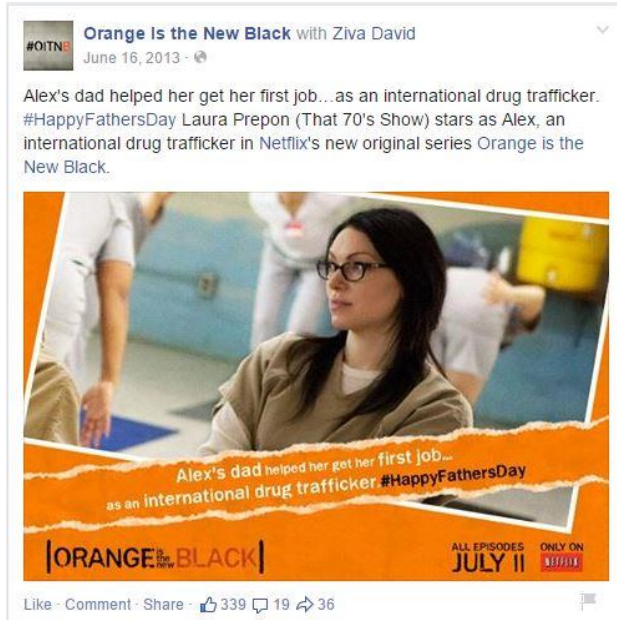 #OITNB
Orange Is the New Black with Ziva David
June 16, 2013 ·
Alex's dad helped her get her first job...as an international drug trafficker.
#HappyFathersDay Laura Prepon (That 70's Show) stars as Alex, an
international drug trafficker in Netflix's new original series Orange is the
New Black.
Alex's dad helped her get her first job...
as an international drug trafficker #HappyFathersDay
ORANGE is the new BLACK
ALL EPISODES
JULY 11
ONLY ON
NETFLIX
Like · Comment · Share · 339 19 36